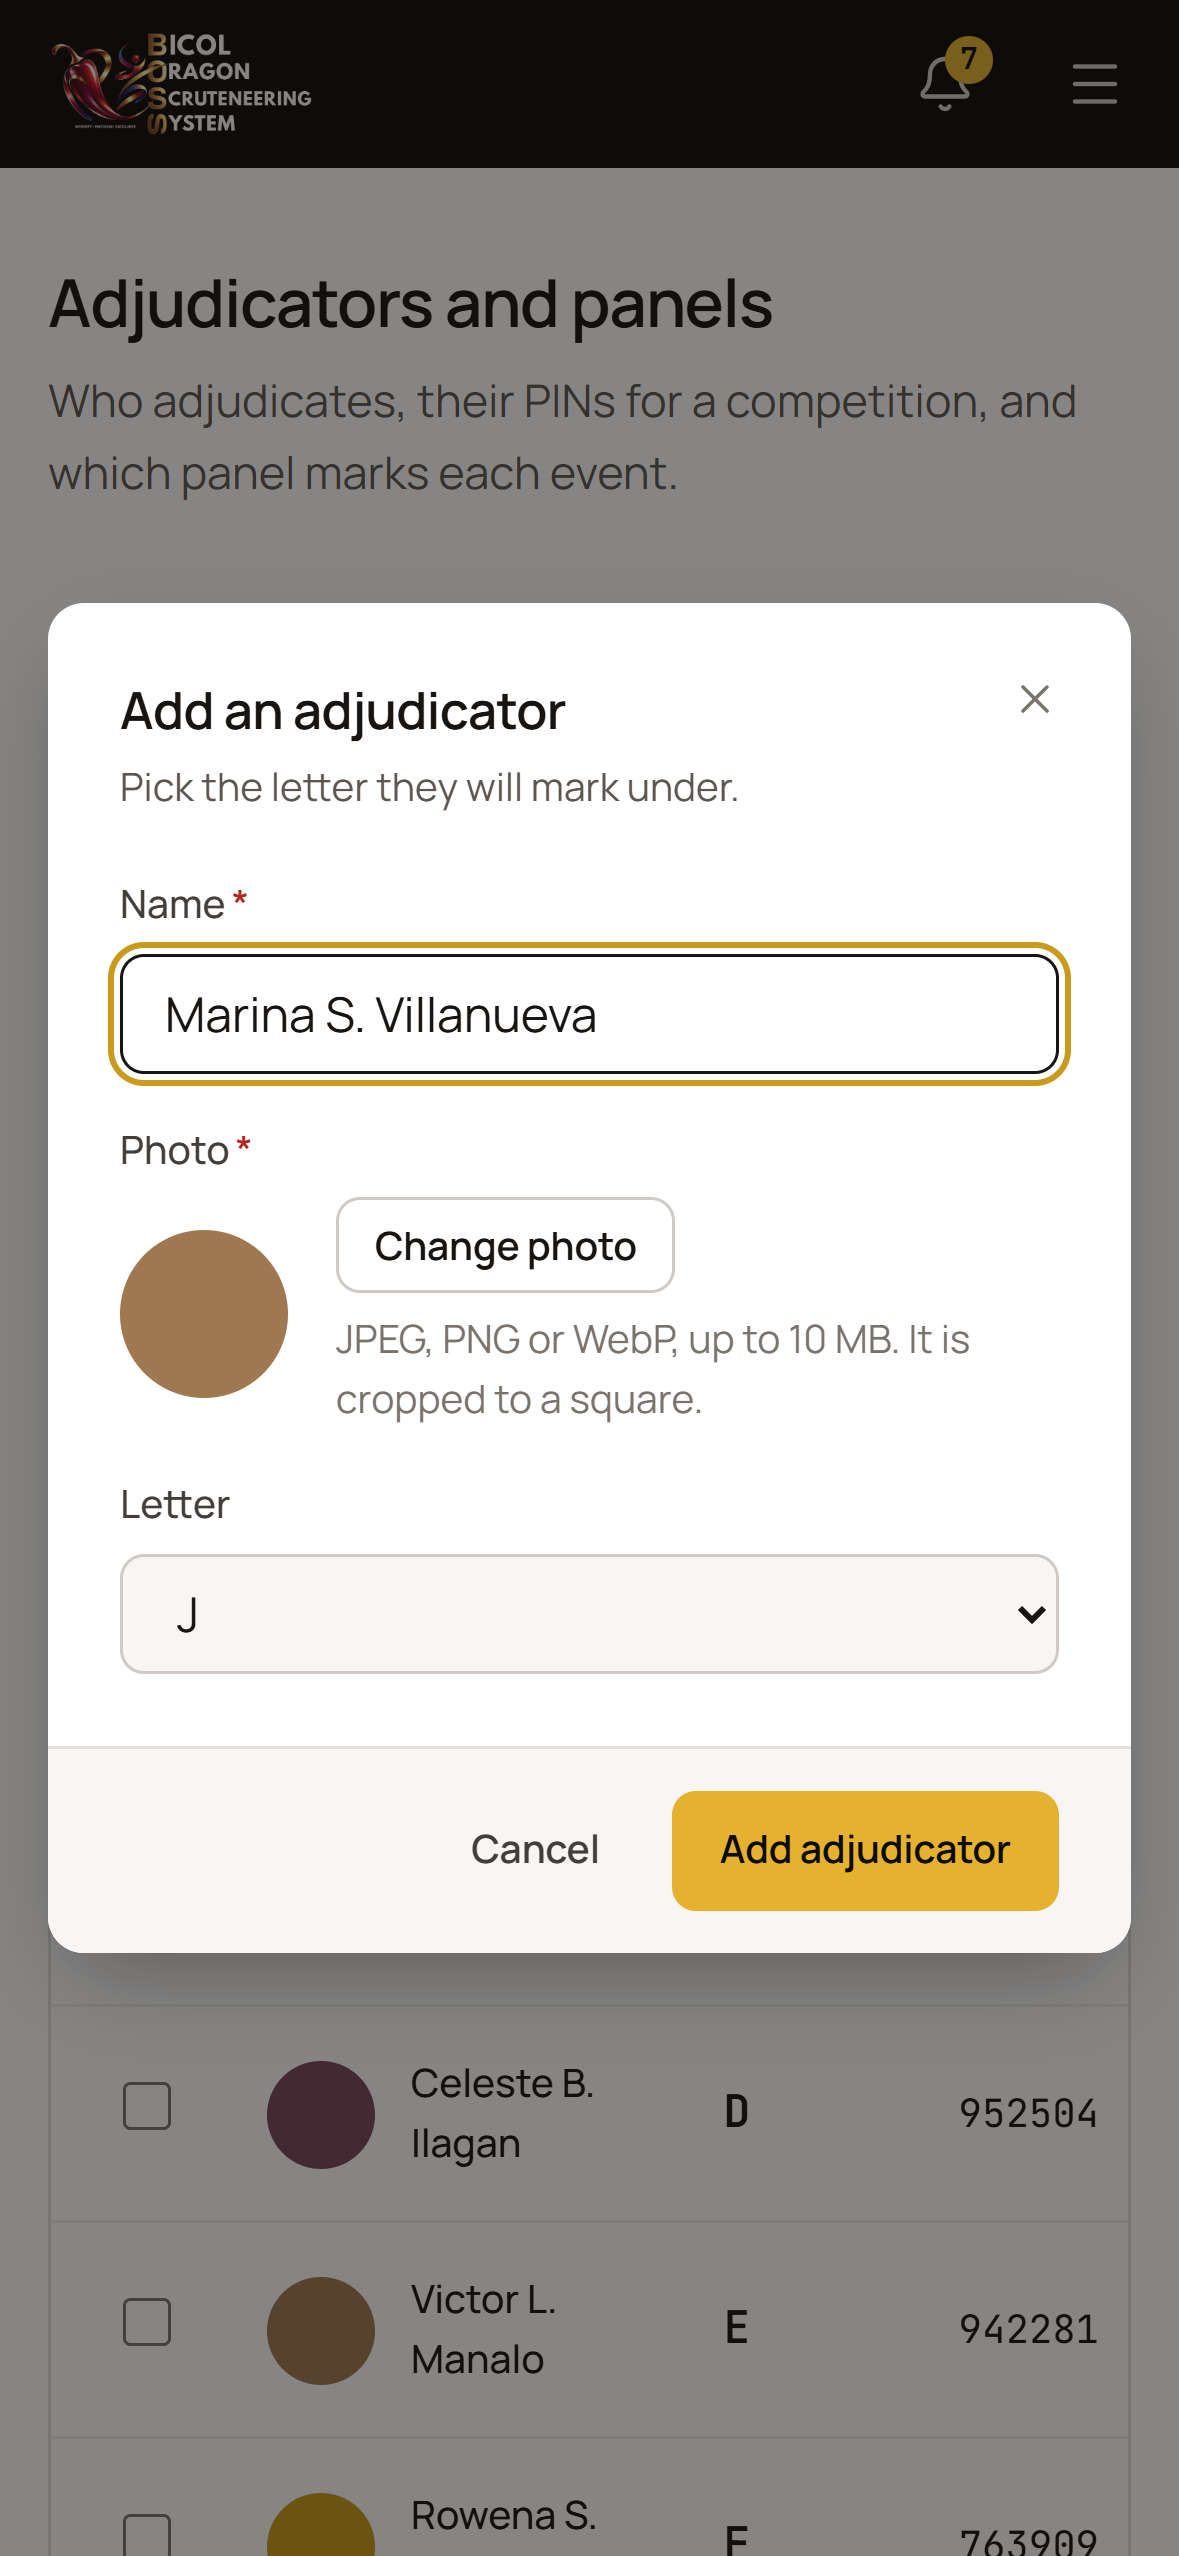 BICOL
ORAGON
SCRUTENEERING
SYSTEM
7
Adjudicators and panels
Who adjudicates, their PINs for a competition, and
which panel marks each event.
Add an adjudicator
Pick the letter they will mark under.
Name *
Marina S. Villanueva
Photo *
Change photo
JPEG, PNG or WebP, up to 10 MB. It is
cropped to a square.
Letter
J
Cancel
Add adjudicator
Celeste B.
Ilagan
D
952504
Victor L.
Manalo
E
942281
Rowena S.
F
763909